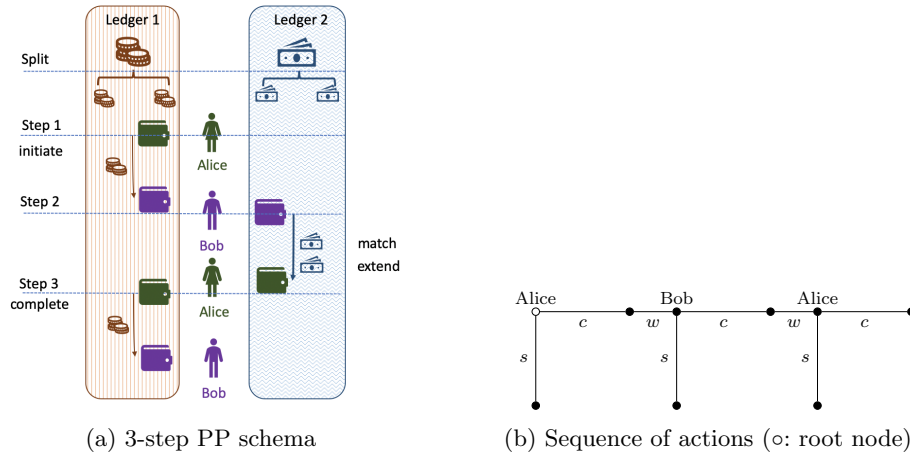 Ledger 1
Ledger 2
Split
Step 1
initiate
Alice
Step 2
Bob
match
extend
Step 3
complete
Alice
Bob
(a) 3-step PP schema
Alice
Bob
Alice
c
w
c
w
c
s
s
s
(b) Sequence of actions (○: root node)